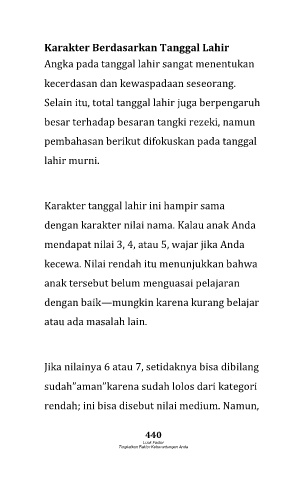 Karakter Berdasarkan Tanggal Lahir
Angka pada tanggal lahir sangat menentukan
kecerdasan dan kewaspadaan seseorang.
Selain itu, total tanggal lahir juga berpengaruh
besar terhadap besaran tangki rezeki, namun
pembahasan berikut difokuskan pada tanggal
lahir murni.
Karakter tanggal lahir ini hampir sama
dengan karakter nilai nama. Kalau anak Anda
mendapat nilai 3, 4, atau 5, wajar jika Anda
kecewa. Nilai rendah itu menunjukkan bahwa
anak tersebut belum menguasai pelajaran
dengan baik—mungkin karena kurang belajar
atau ada masalah lain.
Jika nilainya 6 atau 7, setidaknya bisa dibilang
sudah"aman"karena sudah lolos dari kategori
rendah; ini bisa disebut nilai medium. Namun,
440
Luck Factor
Tingkatkan Faktor Keberuntungan Anda